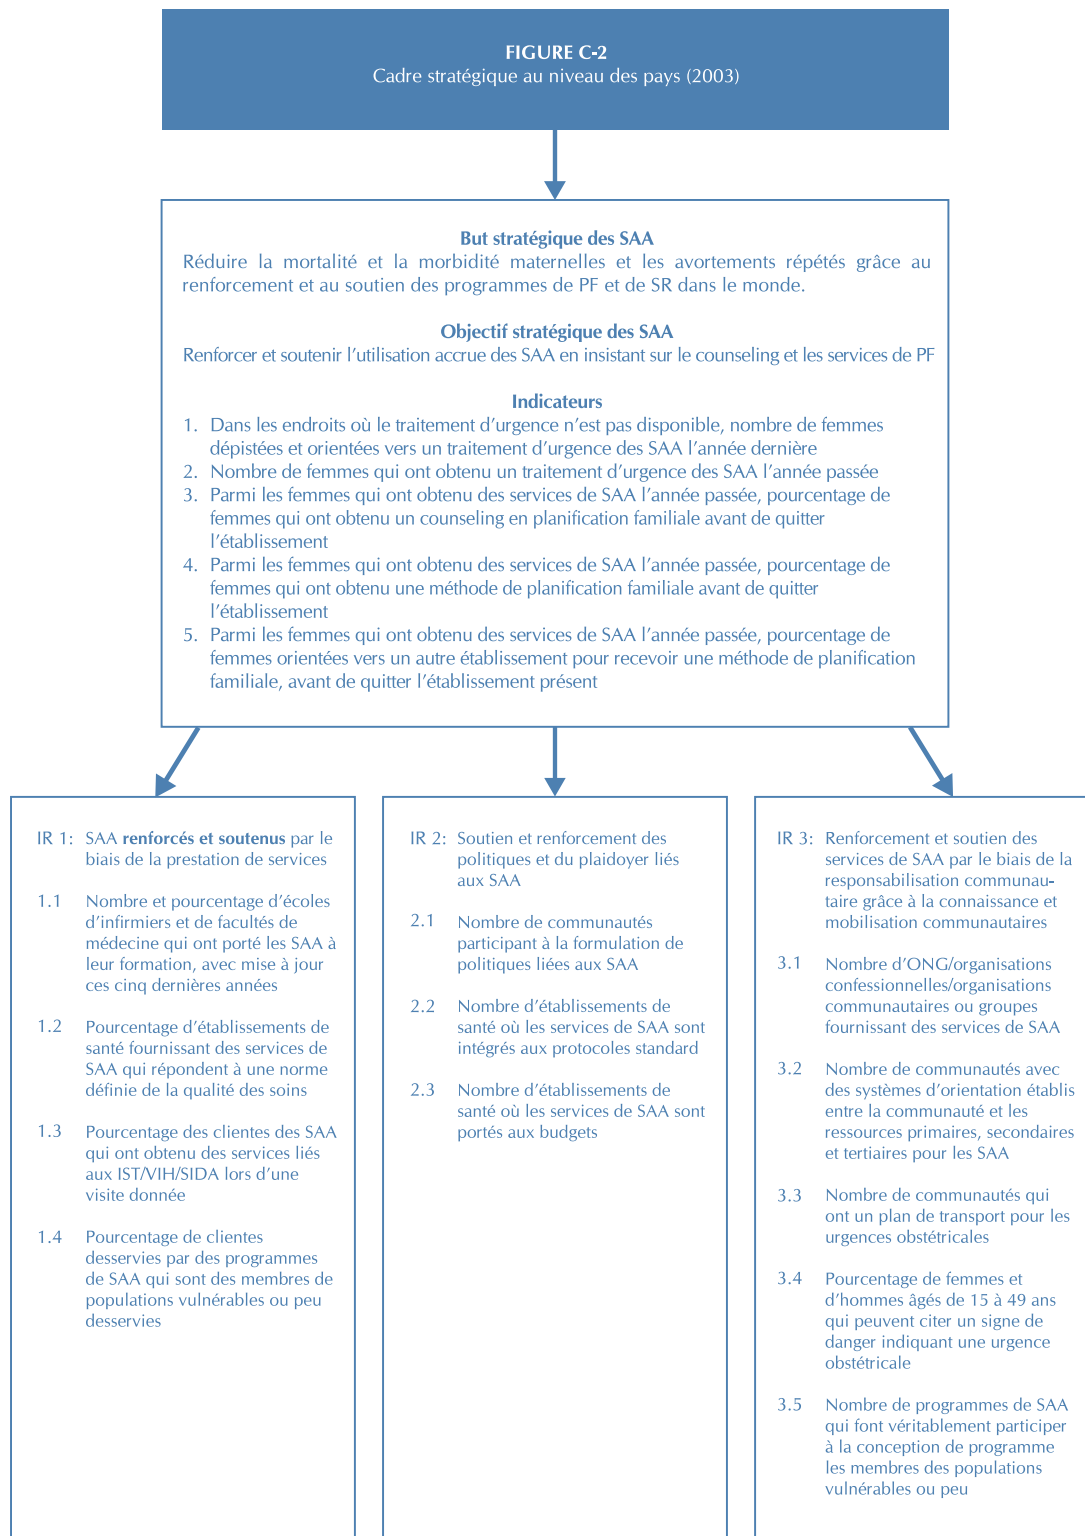 FIGURE C-2
Cadre stratégique au niveau des pays (2003)
But stratégique des SAA
Réduire la mortalité et la morbidité maternelles et les avortements répétés grâce au
renforcement et au soutien des programmes de PF et de SR dans le monde.
Objectif stratégique des SAA
Renforcer et soutenir l’utilisation accrue des SAA en insistant sur le counseling et les services de PF
Indicateurs
1. Dans les endroits où le traitement d’urgence n’est pas disponible, nombre de femmes
dépistées et orientées vers un traitement d’urgence des SAA l’année dernière
2. Nombre de femmes qui ont obtenu un traitement d’urgence des SAA l’année passée
3. Parmi les femmes qui ont obtenu des services de SAA l’année passée, pourcentage de
femmes qui ont obtenu un counseling en planification familiale avant de quitter
l’établissement
4. Parmi les femmes qui ont obtenu des services de SAA l’année passée, pourcentage de
femmes qui ont obtenu une méthode de planification familiale avant de quitter
l’établissement
5. Parmi les femmes qui ont obtenu des services de SAA l’année passée, pourcentage de
femmes orientées vers un autre établissement pour recevoir une méthode de planification
familiale, avant de quitter l’établissement présent
IR 1: SAA renforcés et soutenus par le
biais de la prestation de services
1.1 Nombre et pourcentage d’écoles
d’infirmiers et de facultés de
médecine qui ont porté les SAA à
leur formation, avec mise à jour
ces cinq dernières années
1.2 Pourcentage d’établissements de
santé fournissant des services de
SAA qui répondent à une norme
définie de la qualité des soins
1.3 Pourcentage des clientes des SAA
qui ont obtenu des services liés
aux IST/VIH/SIDA lors d’une
visite donnée
1.4 Pourcentage de clientes
desservies par des programmes
de SAA qui sont des membres de
populations vulnérables ou peu
desservies
IR 2: Soutien et renforcement des
politiques et du plaidoyer liés
aux SAA
2.1 Nombre de communautés
participant à la formulation de
politiques liées aux SAA
2.2 Nombre d’établissements de
santé où les services de SAA sont
intégrés aux protocoles standard
2.3 Nombre d’établissements de
santé où les services de SAA sont
portés aux budgets
IR 3: Renforcement et soutien des
services de SAA par le biais de la
responsabilisation communau-
taire grâce à la connaissance et
mobilisation communautaires
3.1 Nombre d’ONG/organisations
confessionnelles/organisations
communautaires ou groupes
fournissant des services de SAA
3.2 Nombre de communautés avec
des systèmes d’orientation établis
entre la communauté et les
ressources primaires, secondaires
et tertiaires pour les SAA
3.3 Nombre de communautés qui
ont un plan de transport pour les
urgences obstétricales
3.4 Pourcentage de femmes et
d’hommes âgés de 15 à 49 ans
qui peuvent citer un signe de
danger indiquant une urgence
obstétricale
3.5 Nombre de programmes de SAA
qui font véritablement participer
à la conception de programme
les membres des populations
vulnérables ou peu